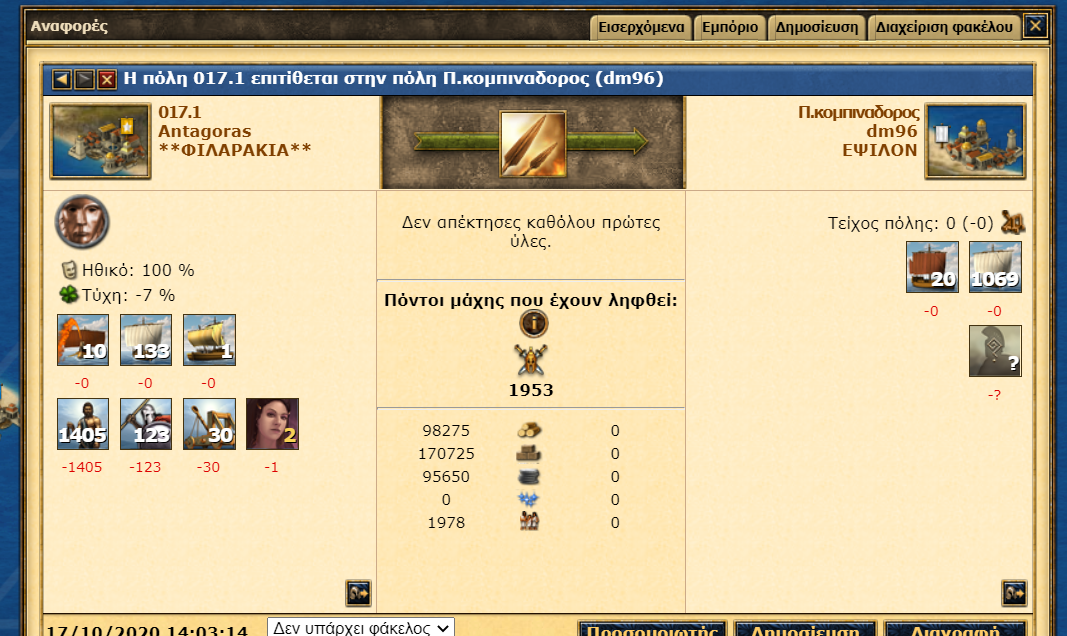 Αναφορές
Εισερχόμενα Εμπόριο Δημοσίευση Διαχείριση φακέλου
Η πόλη 017.1 επιτίθεται στην πόλη Π.κομπιναδορος (dm96)
017.1
Antagoras
**ΦΙΛΑΡΑΚΙΑ**
Π.κομπιναδορος
dm96
ΕΨΙΛΟΝ
Ηθικό: 100 %
Τύχη: -7 %
10 133 1
-0 -0 -0
1405 123 30 2
-1405 -123 -30 -1
Δεν απέκτησες καθόλου πρώτες
ύλες.
Πόντοι μάχης που έχουν ληφθεί:
1953
98275 0
170725 0
95650 0
0 0
1978 0
Τείχος πόλης: 0 (-0)
20 1069
-0 -0
?
-?
17/10/2020 14:03:14 Δεν υπάρχει φάκελος Προσομοιωτής Δημοσίευση Διαγραφή